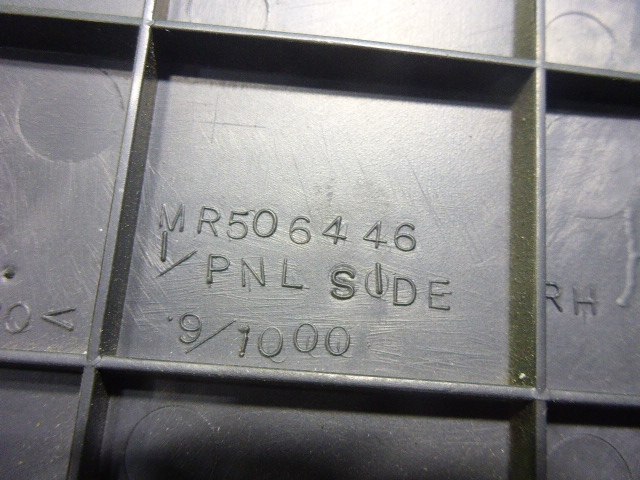 MR506446
I/PNL SIDE RH
9/1000